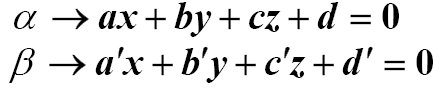 α → ax + by + cz + d = 0
β → a'x + b'y + c'z + d' = 0